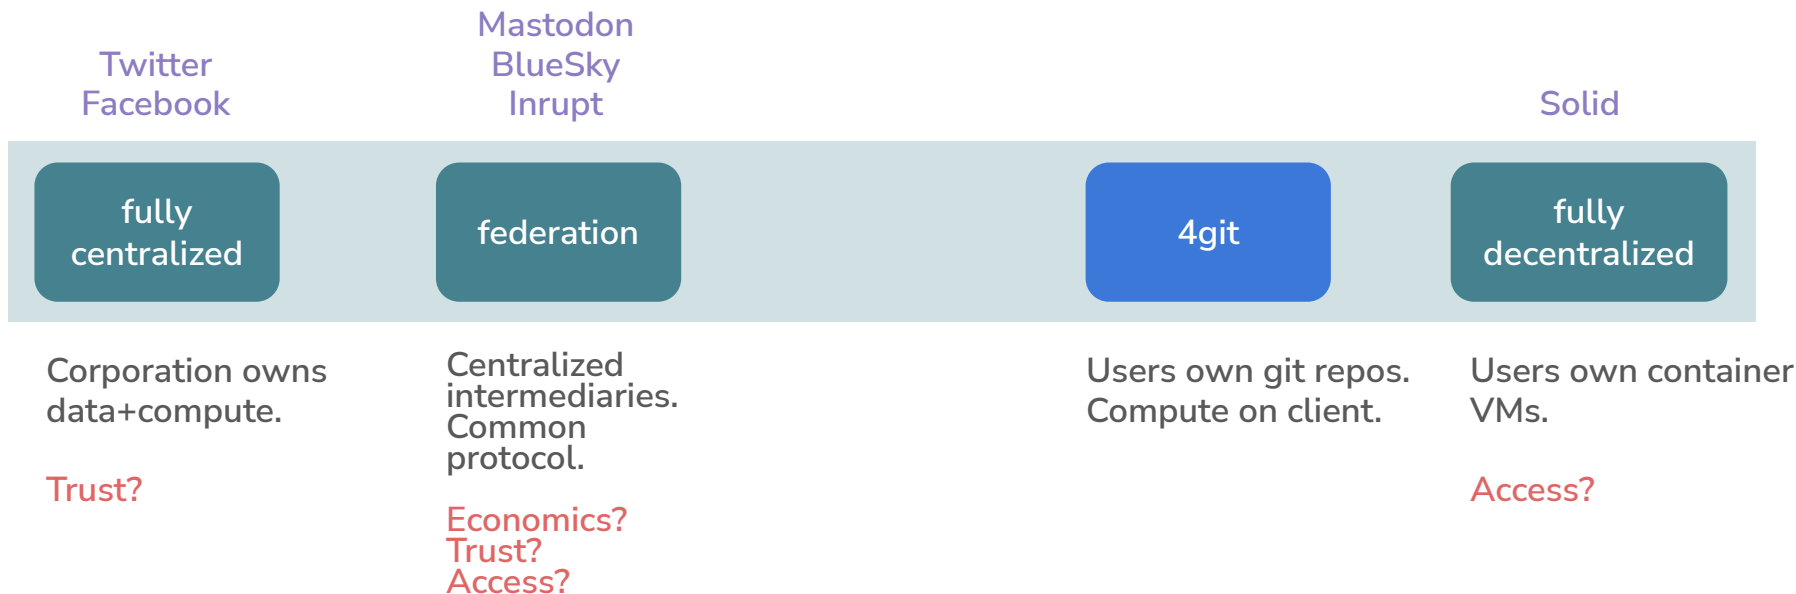 Twitter
Facebook
Mastodon
BlueSky
Inrupt
Solid
fully
centralized
federation
4git
fully
decentralized
Corporation owns
data+compute.
Trust?
Centralized
intermediaries.
Common
protocol.
Economics?
Trust?
Access?
Users own git repos.
Compute on client.
Users own container
VMs.
Access?